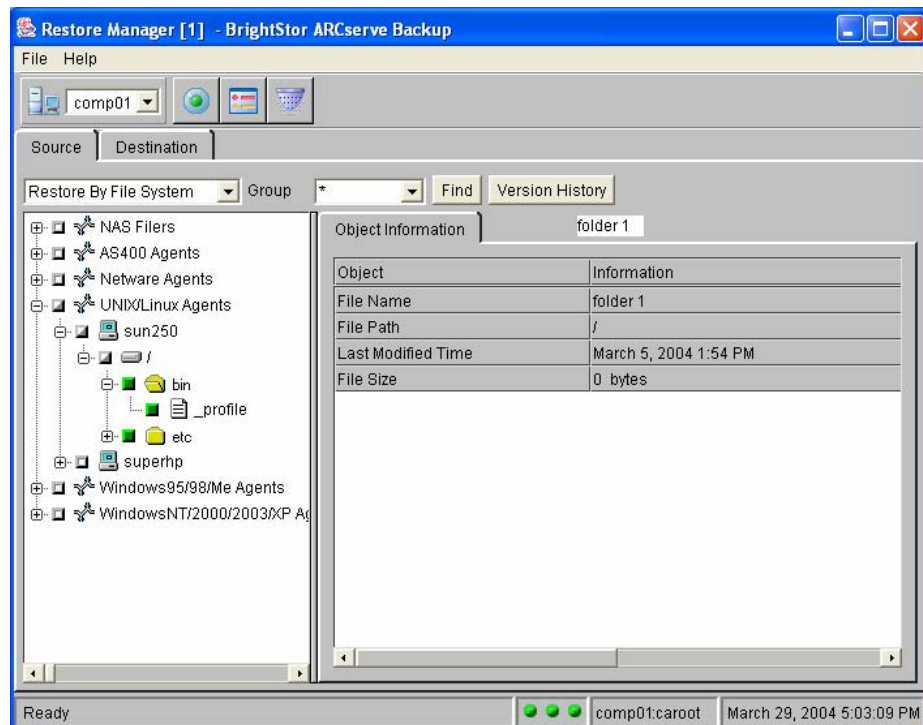 Restore Manager [1] - BrightStor ARCserve Backup
File Help
comp01
Source Destination
Restore By File System Group * Find Version History
NAS Filers
AS400 Agents
Netware Agents
UNIX/Linux Agents
sun250
/
bin
_profile
etc
superhp
Windows95/98/Me Agents
WindowsNT/2000/2003/XP Ag
Object Information folder 1
Object Information
File Name folder 1
File Path /
Last Modified Time March 5, 2004 1:54 PM
File Size 0 bytes
Ready comp01:caroot March 29, 2004 5:03:09 PM